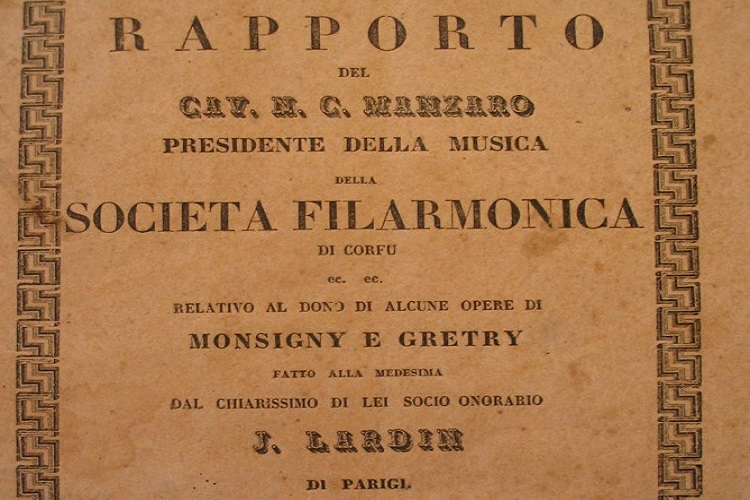 RAPPORTO
DEL
CAV. N. C. MANZARO
PRESIDENTE DELLA MUSICA
DELLA
SOCIETA FILARMONICA
DI CORFU
ec. ec.
RELATIVO AL DONO DI ALCUNE OPERE DI
MONSIGNY E GRETRY
FATTO ALLA MEDESIMA
DAL CHIARISSIMO DI LEI SOCIO ONORARIO
J. LARDIN
DI PARIGI.